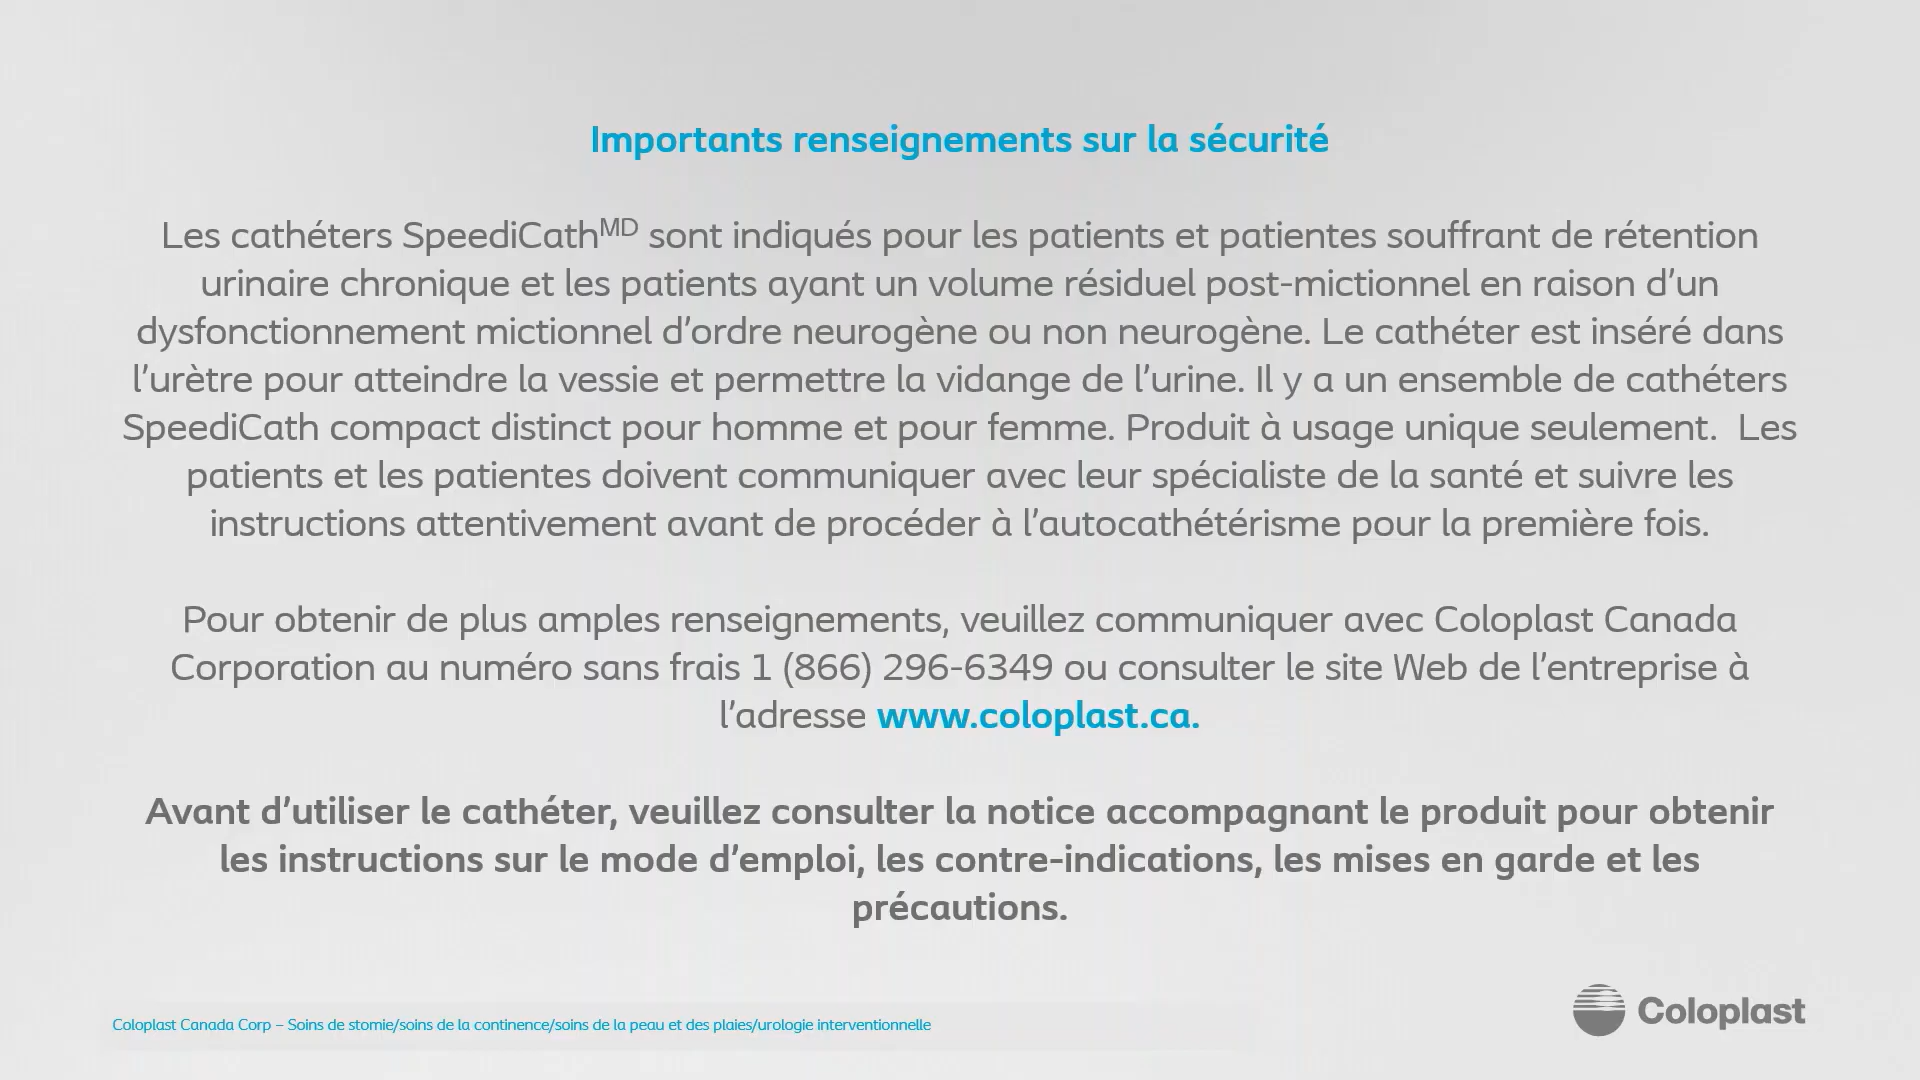 Importants renseignements sur la sécurité
Les cathéters SpeediCathMD sont indiqués pour les patients et patientes souffrant de rétention
urinaire chronique et les patients ayant un volume résiduel post-mictionnel en raison d’un
dysfonctionnement mictionnel d’ordre neurogène ou non neurogène. Le cathéter est inséré dans
l’urètre pour atteindre la vessie et permettre la vidange de l’urine. Il y a un ensemble de cathéters
SpeediCath compact distinct pour homme et pour femme. Produit à usage unique seulement.  Les
patients et les patientes doivent communiquer avec leur spécialiste de la santé et suivre les
instructions attentivement avant de procéder à l’autocathétérisme pour la première fois.
Pour obtenir de plus amples renseignements, veuillez communiquer avec Coloplast Canada
Corporation au numéro sans frais 1 (866) 296-6349 ou consulter le site Web de l’entreprise à
l’adresse www.coloplast.ca.
Avant d’utiliser le cathéter, veuillez consulter la notice accompagnant le produit pour obtenir
les instructions sur le mode d’emploi, les contre-indications, les mises en garde et les
précautions.
Coloplast
Coloplast Canada Corp – Soins de stomie/soins de la continence/soins de la peau et des plaies/urologie interventionnelle